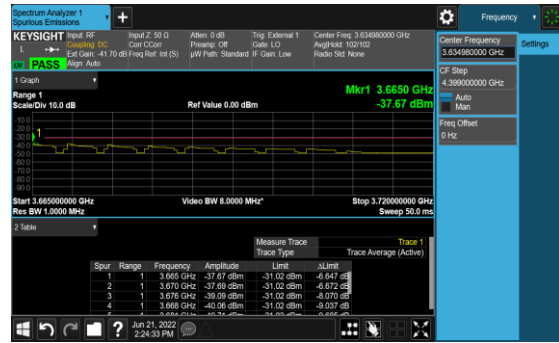 Spectrum Analyzer 1
Spurious Emissions
+
Frequency
KEYSIGHT Input: RF Input Z: 50 Ω Atten: 0 dB Trig: External 1 Center Freq: 3.634980000 GHz
L Coupling: DC Corr CCorr Preamp: Off Gate: LO Avg|Hold: 102/102
Ext Gain: -41.70 dB Freq Ref: Int (S) µW Path: Standard IF Gain: Low Radio Std: None
PASS Align: Auto
Center Frequency
3.634980000 GHz
Settings
CF Step
4.399000000 GHz
Auto
Man
Freq Offset
0 Hz
1 Graph
Range 1
Scale/Div 10.0 dB Ref Value 0.00 dBm
Mkr1 3.6650 GHz
-37.67 dBm
-10.0
-20.0
-30.0
-40.0
-50.0
-60.0
-70.0
-80.0
-90.0
1
Start 3.665000000 GHz Video BW 8.0000 MHz* Stop 3.720000000 GHz
Res BW 1.0000 MHz Sweep 50.0 ms
2 Table
Measure Trace Trace 1
Trace Type Trace Average (Active)
Spur Range Frequency Amplitude Limit ΔLimit
1 1 3.665 GHz -37.67 dBm -31.02 dBm -6.647 dB
2 1 3.670 GHz -37.69 dBm -31.02 dBm -6.672 dB
3 1 3.676 GHz -39.09 dBm -31.02 dBm -8.070 dB
4 1 3.668 GHz -40.06 dBm -31.02 dBm -9.037 dB
?
Jun 21, 2022
2:24:33 PM